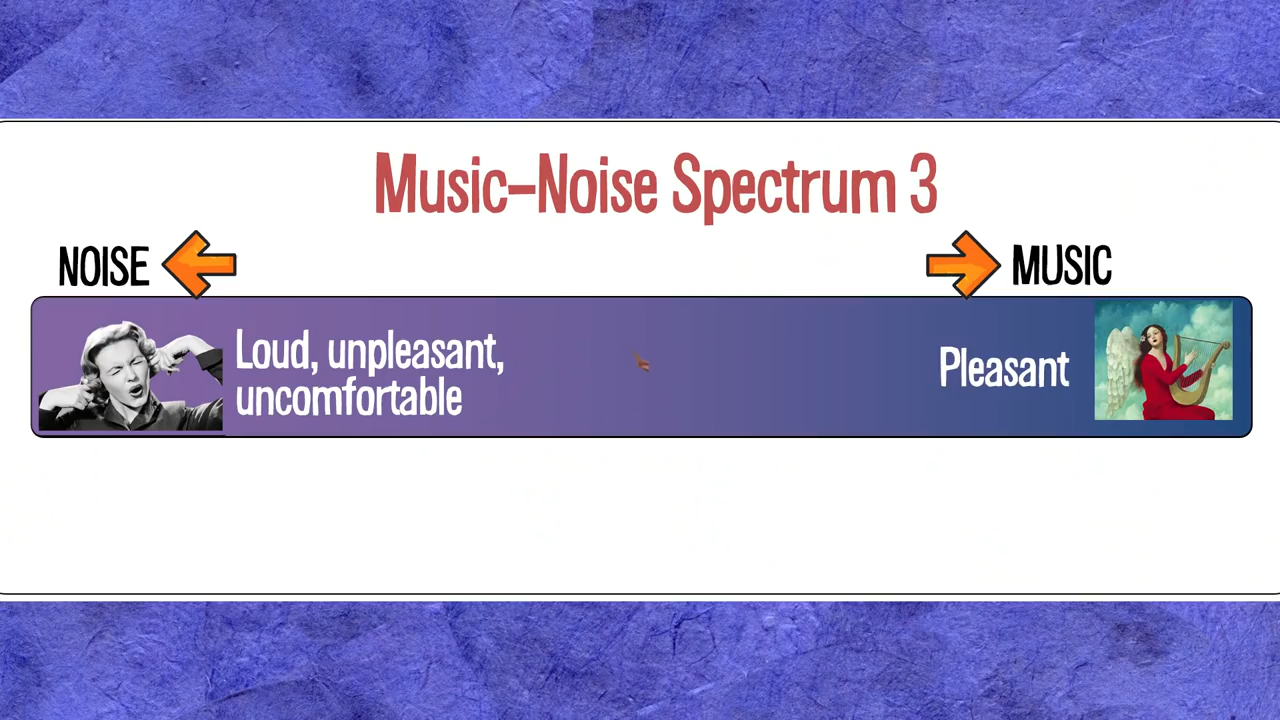 Music–Noise Spectrum 3
NOISE
MUSIC
Loud, unpleasant,
uncomfortable
Pleasant